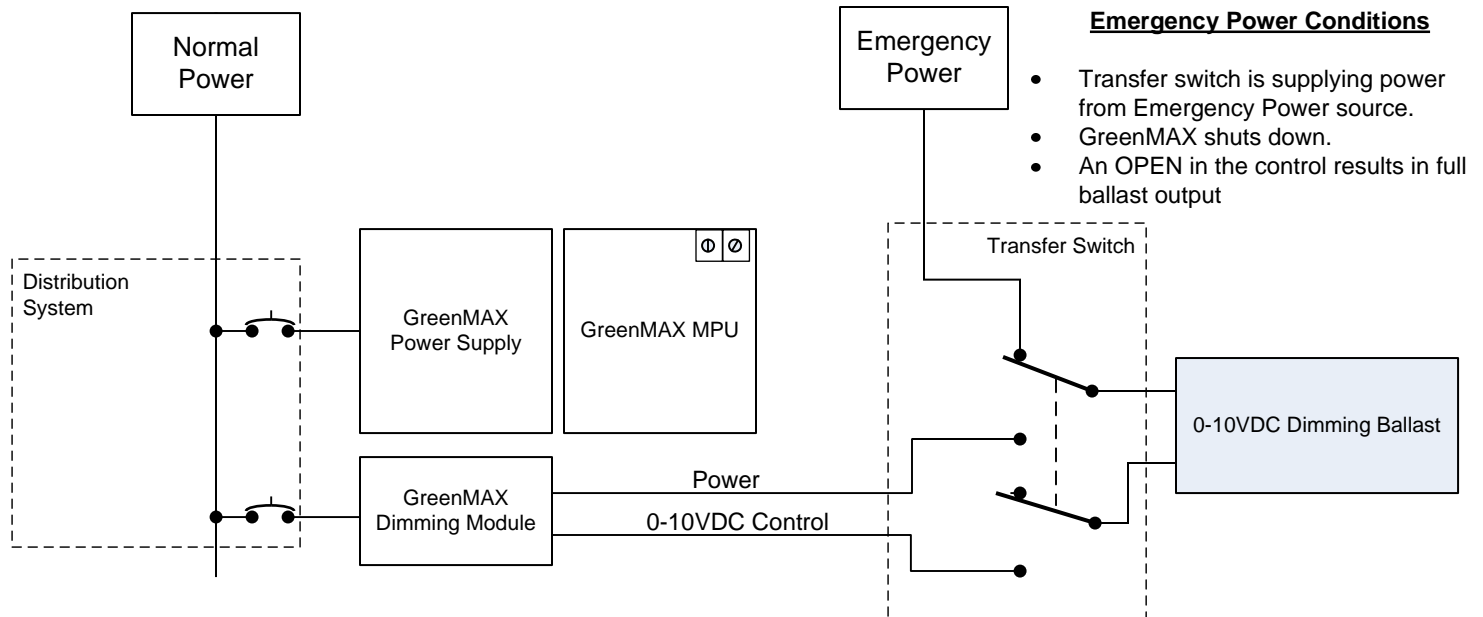 Normal
Power
Emergency
Power
Emergency Power Conditions
• Transfer switch is supplying power
from Emergency Power source.
• GreenMAX shuts down.
• An OPEN in the control results in full
ballast output
Distribution
System
GreenMAX
Power Supply
GreenMAX MPU
Transfer Switch
0-10VDC Dimming Ballast
GreenMAX
Dimming Module
Power
0-10VDC Control